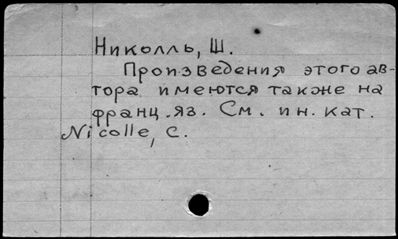 Николль, Ш.
Произведения этого ав-
тора имеются также на
франц. яз. См. ин. кат.
Nicolle, C.